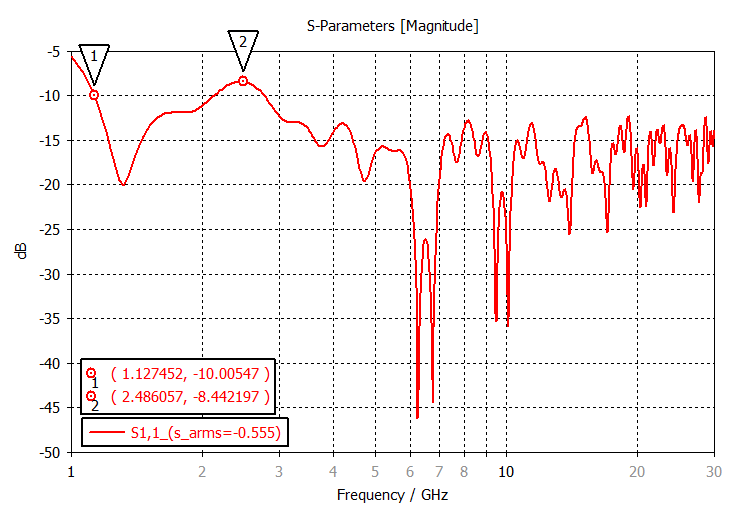 S-Parameters [Magnitude]
1
2
-5
-10
-15
-20
-25
-30
-35
-40
-45
-50
dB
1 ( 1.127452, -10.00547 )
2 ( 2.486057, -8.442197 )
S1,1_(s_arms=-0.555)
1 2 3 4 5 6 7 8 10 20 30
Frequency / GHz